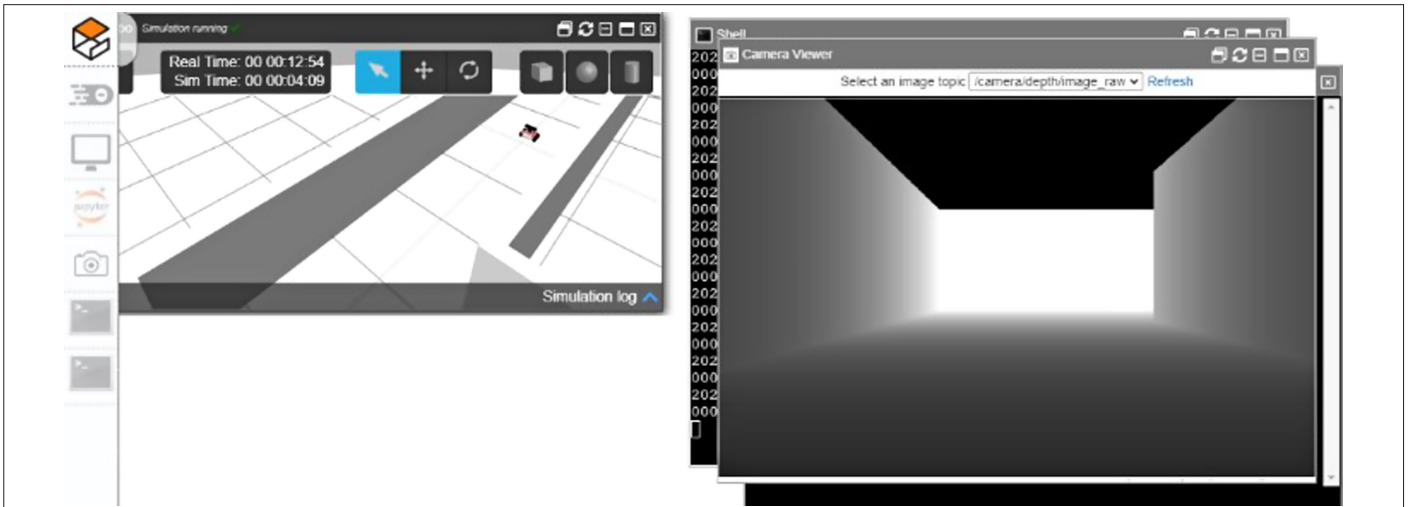 Simulation running
Real Time: 00 00:12:54
Sim Time: 00 00:04:09
Simulation log
jupyter
Shell
Camera Viewer
Select an image topic /camera/depth/image_raw Refresh
202
000
202
000
202
000
202
000
202
000
202
000
202
000
202
000
202
000
202
000
202
000